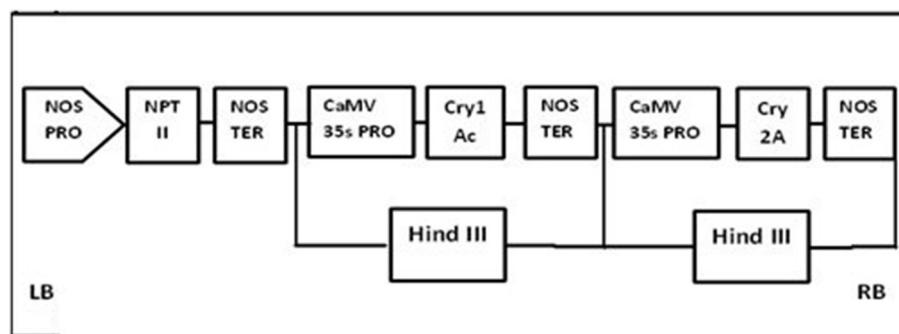 NOS
PRO
NPT
II
NOS
TER
CaMV
35s PRO
Cry1
Ac
NOS
TER
CaMV
35s PRO
Cry
2A
NOS
TER
Hind III
Hind III
LB
RB